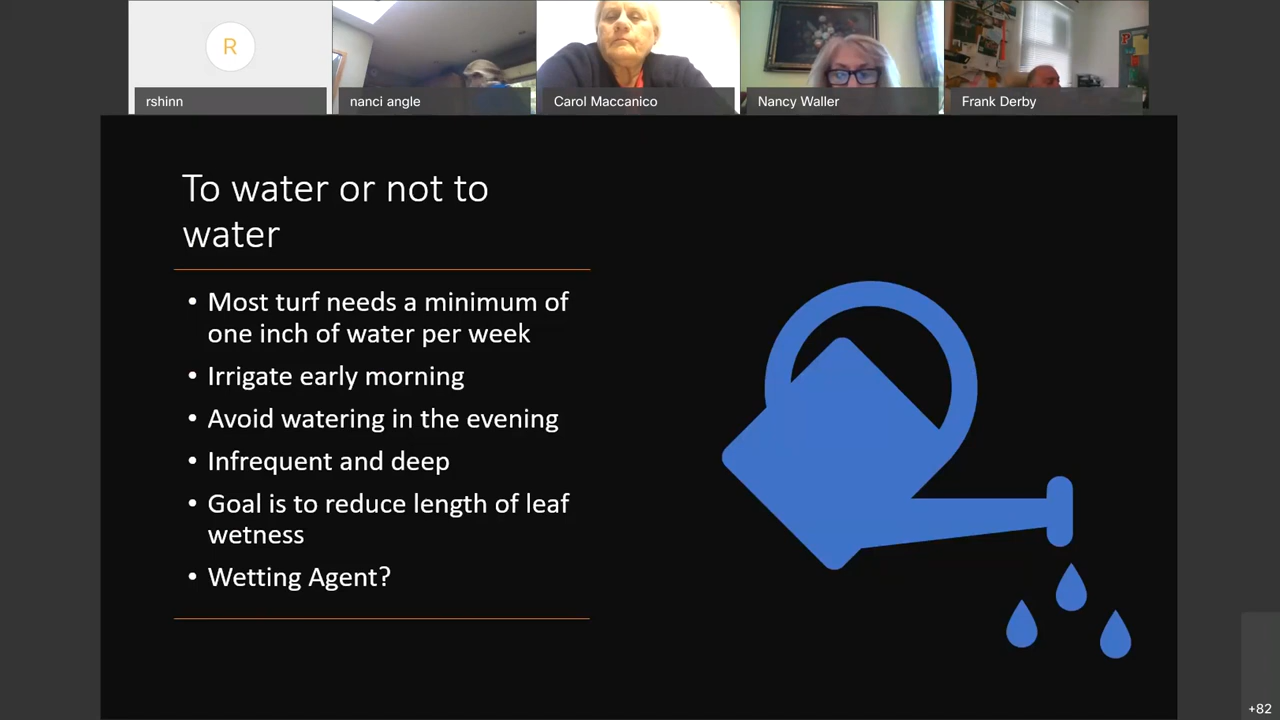 R
rshinn
nanci angle
Carol Maccanico
Nancy Waller
Frank Derby
To water or not to
water
• Most turf needs a minimum of
one inch of water per week
• Irrigate early morning
• Avoid watering in the evening
• Infrequent and deep
• Goal is to reduce length of leaf
wetness
• Wetting Agent?
+82